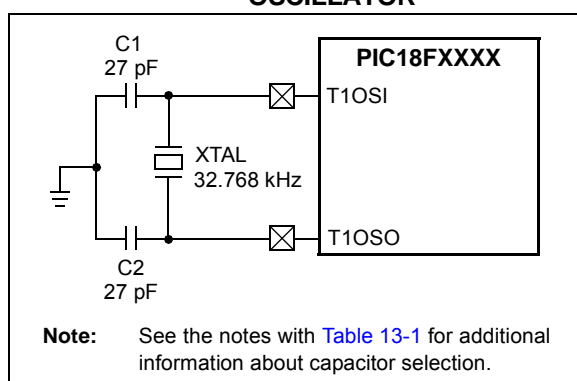 OSCILLATOR
C1
27 pF
PIC18FXXXX
T1OSI
XTAL
32.768 kHz
T1OSO
C2
27 pF
Note: See the notes with Table 13-1 for additional
information about capacitor selection.